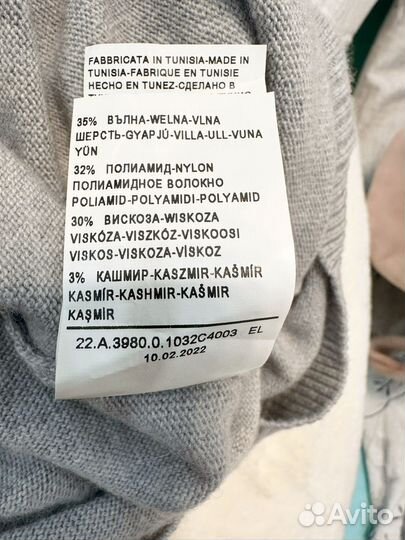 FABBRICATA IN TUNISIA-MADE IN
TUNISIA-FABRIQUE EN TUNISIE
HECHO EN TUNEZ-СДЕЛАНО В
35% ВЪЛНА-WELNA-VLNA
ШЕРСТЬ-GYAPJÚ-VILLA-ULL-VUNA
YÜN
32% ПОЛИАМИД-NYLON
ПОЛИАМИДНОЕ ВОЛОКНО
POLIAMID-POLYAMIDI-POLYAMID
30% ВИСКОЗА-WISKOZA
VISKÓZA-VISZKÓZ-VISKOOSI
VISKOS-VISKOZA-VİSKOZ
3% КАШМИР-KASZMIR-KAŠMÍR
KASMÍR-KASHMIR-KAŠMIR
KAŞMİR
22.A.3980.0.1032C4003 EL
10.02.2022
Avito